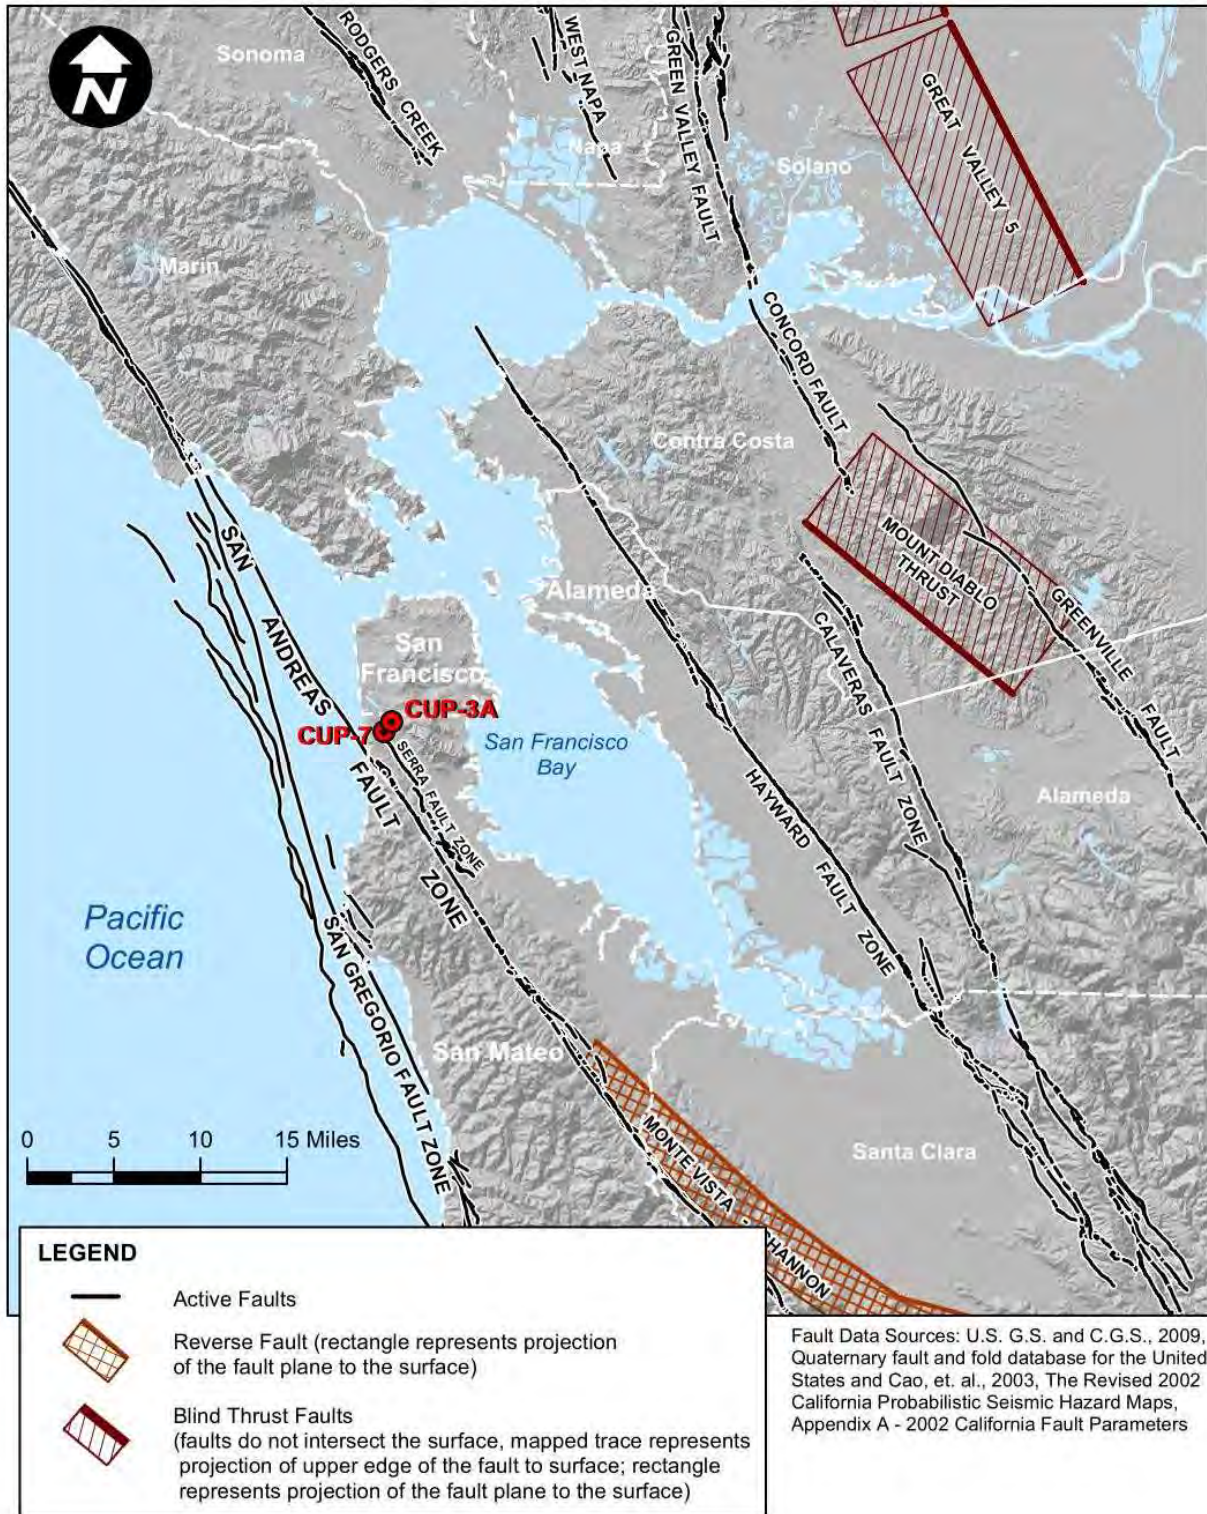 N
Sonoma
RODGERS CREEK
WEST NAPA
Napa
GREEN VALLEY FAULT
Solano
GREAT VALLEY 5
Marin
CONCORD FAULT
Contra Costa
MOUNT DIABLO
THRUST
GREENVILLE FAULT
SAN ANDREAS FAULT ZONE
Alameda
CALAVERAS FAULT ZONE
San
Francisco
CUP-3A
CUP-7
SERRA FAULT ZONE
San Francisco
Bay
HAYWARD FAULT ZONE
Alameda
Pacific
Ocean
SAN GREGORIO FAULT ZONE
San Mateo
MONTE VISTA - SHANNON
Santa Clara
0 5 10 15 Miles
LEGEND
Active Faults
Reverse Fault (rectangle represents projection
of the fault plane to the surface)
Blind Thrust Faults
(faults do not intersect the surface, mapped trace represents
projection of upper edge of the fault to surface; rectangle
represents projection of the fault plane to the surface)
Fault Data Sources: U.S. G.S. and C.G.S., 2009,
Quaternary fault and fold database for the United
States and Cao, et. al., 2003, The Revised 2002
California Probabilistic Seismic Hazard Maps,
Appendix A - 2002 California Fault Parameters